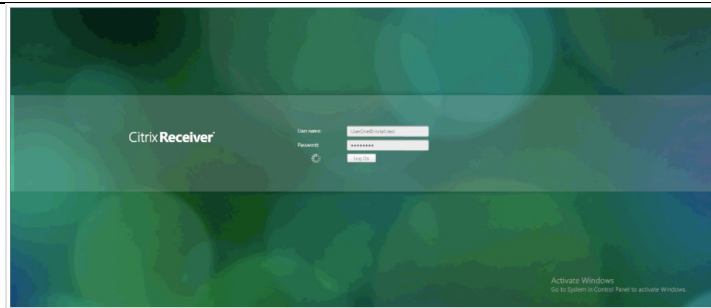 Citrix Receiver
User name:
Password:
••••••••
Log On
Activate Windows
Go to System in Control Panel to activate Windows.